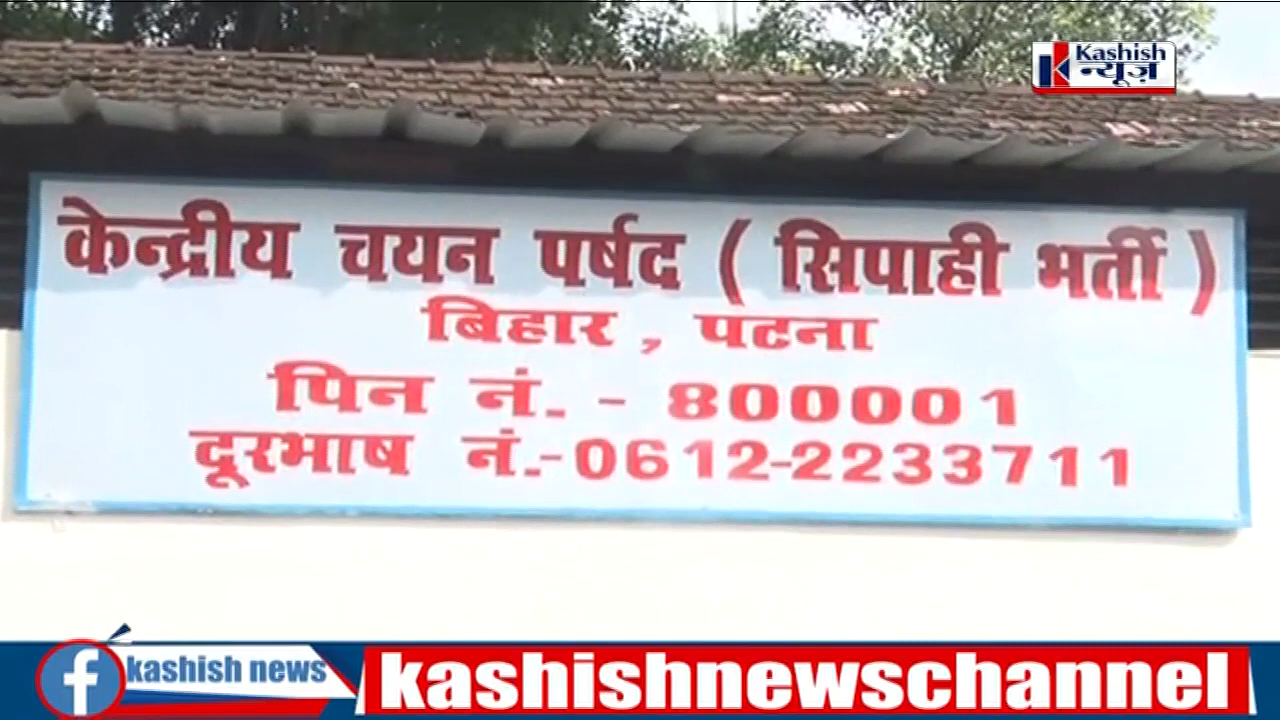 Kashish
न्यूज़
केन्द्रीय चयन पर्षद ( सिपाही भर्ती )
बिहार , पटना
पिन नं. - 800001
दूरभाष नं.-0612-2233711
f kashish news
kashishnewschannel